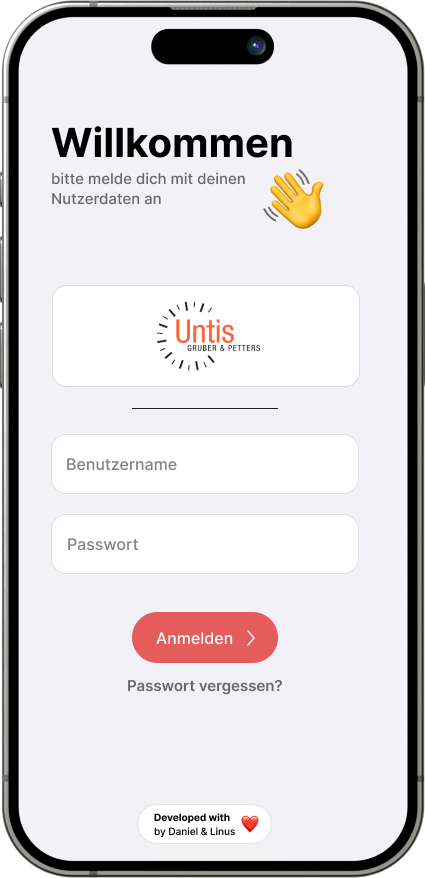 Willkommen
bitte melde dich mit deinen
Nutzerdaten an
Untis
GRUBER & PETTERS
Benutzername
Passwort
Anmelden
Passwort vergessen?
Developed with
by Daniel & Linus